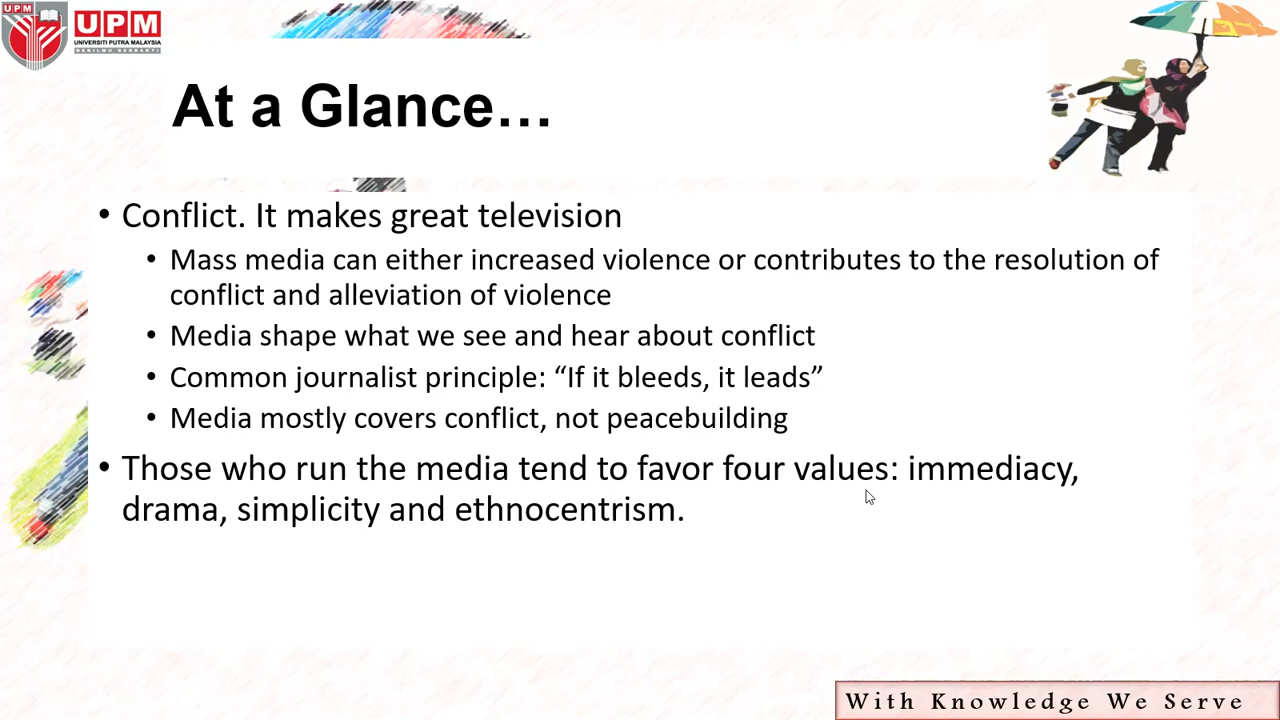 UPM
UPM
UNIVERSITI PUTRA MALAYSIA
BERILMU BERBAKTI
At a Glance…
• Conflict. It makes great television
• Mass media can either increased violence or contributes to the resolution of
conflict and alleviation of violence
• Media shape what we see and hear about conflict
• Common journalist principle: “If it bleeds, it leads”
• Media mostly covers conflict, not peacebuilding
• Those who run the media tend to favor four values: immediacy,
drama, simplicity and ethnocentrism.
With Knowledge We Serve